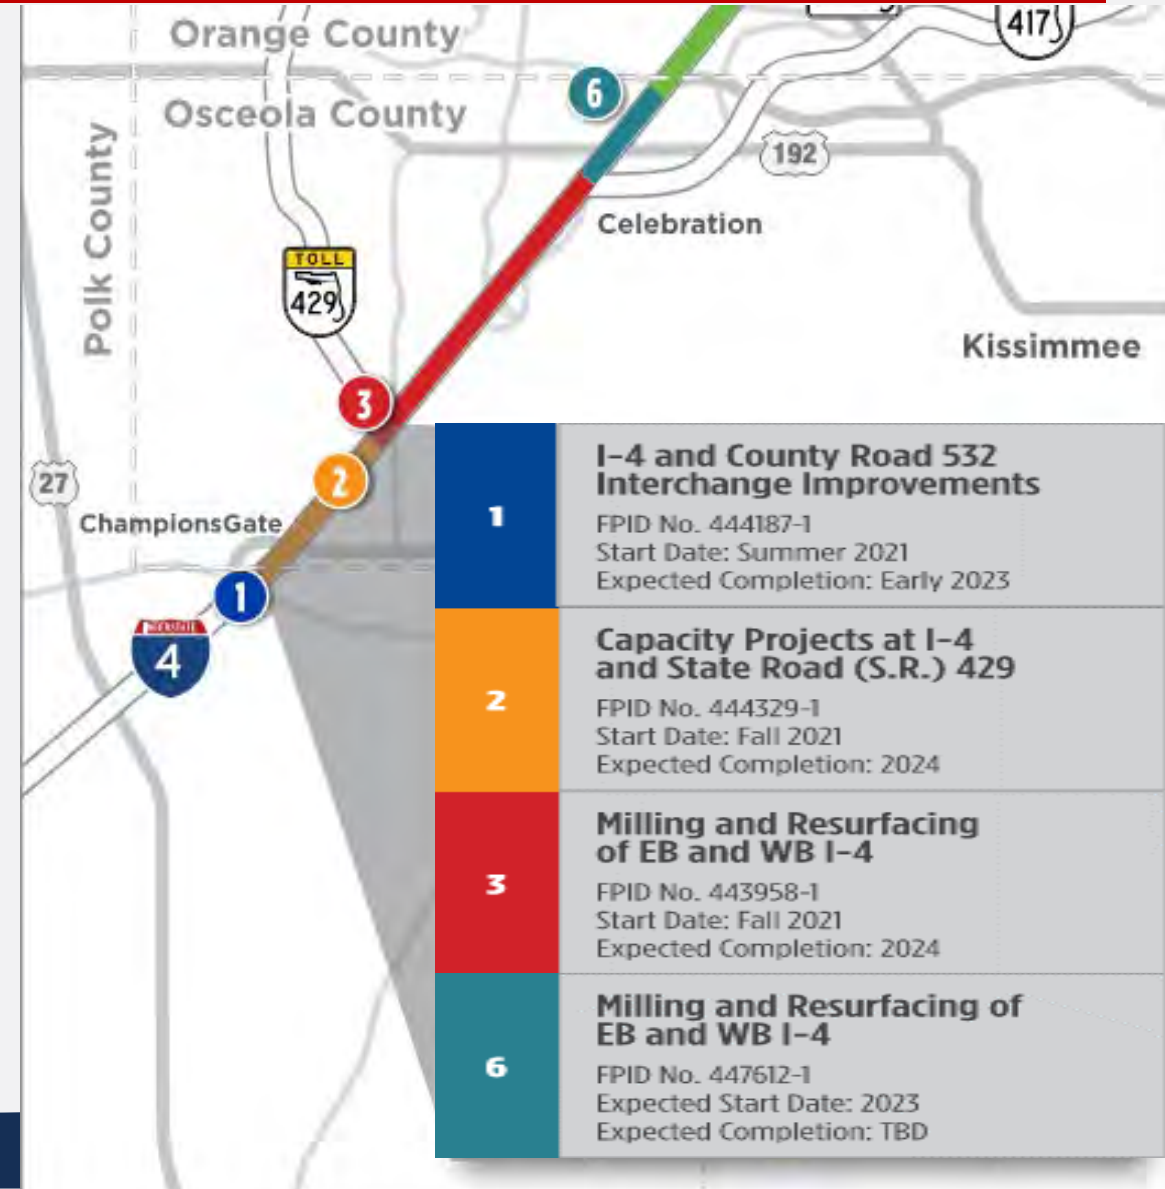 Orange County
417
6
Osceola County
192
Polk County
Celebration
TOLL
429
Kissimmee
3
2
27
ChampionsGate
1
INTERSTATE
4
1
I-4 and County Road 532
Interchange Improvements
FPID No. 444187-1
Start Date: Summer 2021
Expected Completion: Early 2023
2
Capacity Projects at I-4
and State Road (S.R.) 429
FPID No. 444329-1
Start Date: Fall 2021
Expected Completion: 2024
3
Milling and Resurfacing
of EB and WB I-4
FPID No. 443958-1
Start Date: Fall 2021
Expected Completion: 2024
6
Milling and Resurfacing of
EB and WB I-4
FPID No. 447612-1
Expected Start Date: 2023
Expected Completion: TBD